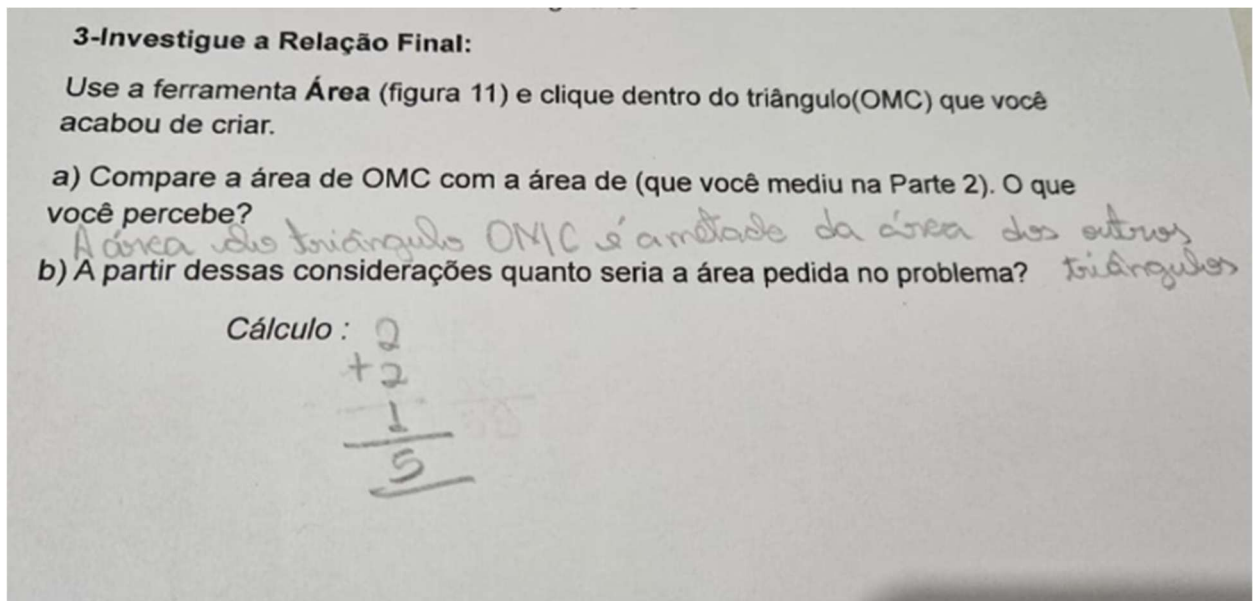 3-Investigue a Relação Final:
Use a ferramenta Área (figura 11) e clique dentro do triângulo(OMC) que você
acabou de criar.
a) Compare a área de OMC com a área de (que você mediu na Parte 2). O que
você percebe?
A área do triângulo OMC é a metade da área dos outros
triângulos
b) A partir dessas considerações quanto seria a área pedida no problema?
Cálculo : 2
+2
1
5